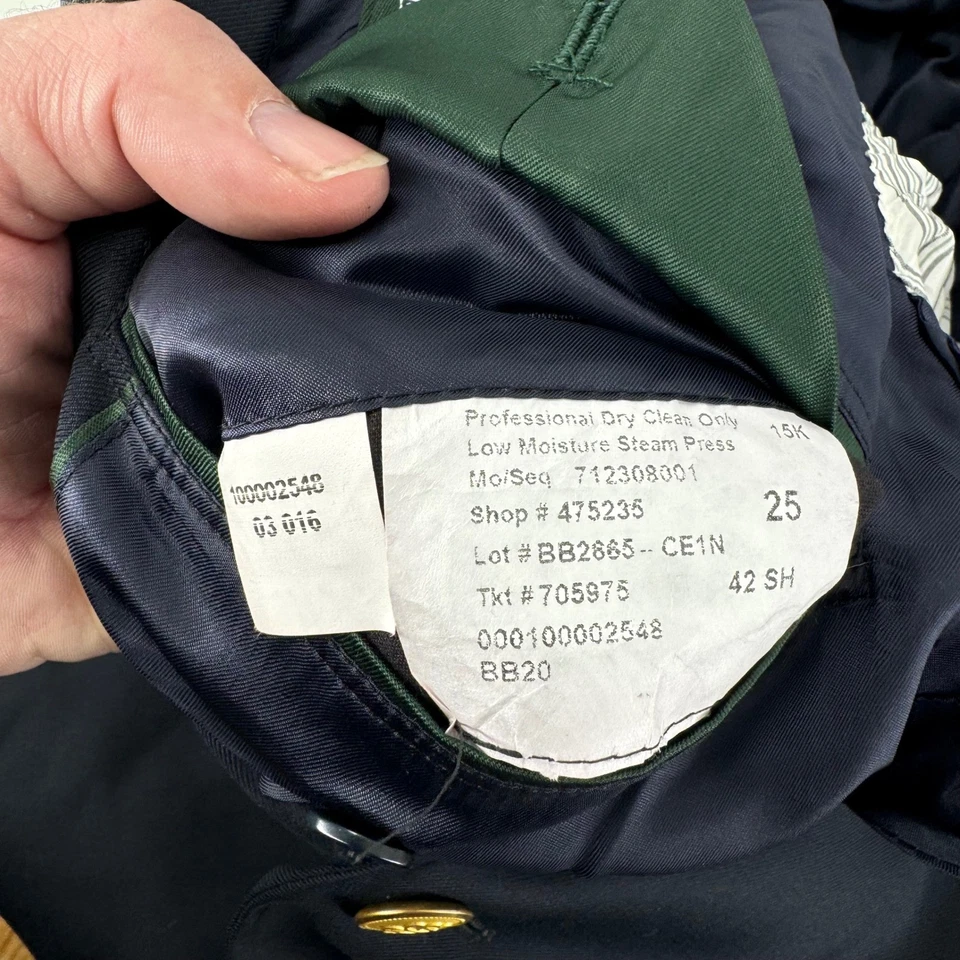 100002548
03 016
Professional Dry Clean Only
15K
Low Moisture Steam Press
Mo/Seq 712308001
Shop # 475235
25
Lot # BB2865 -- CE1N
Tkt # 705975
42 SH
000100002548
BB20